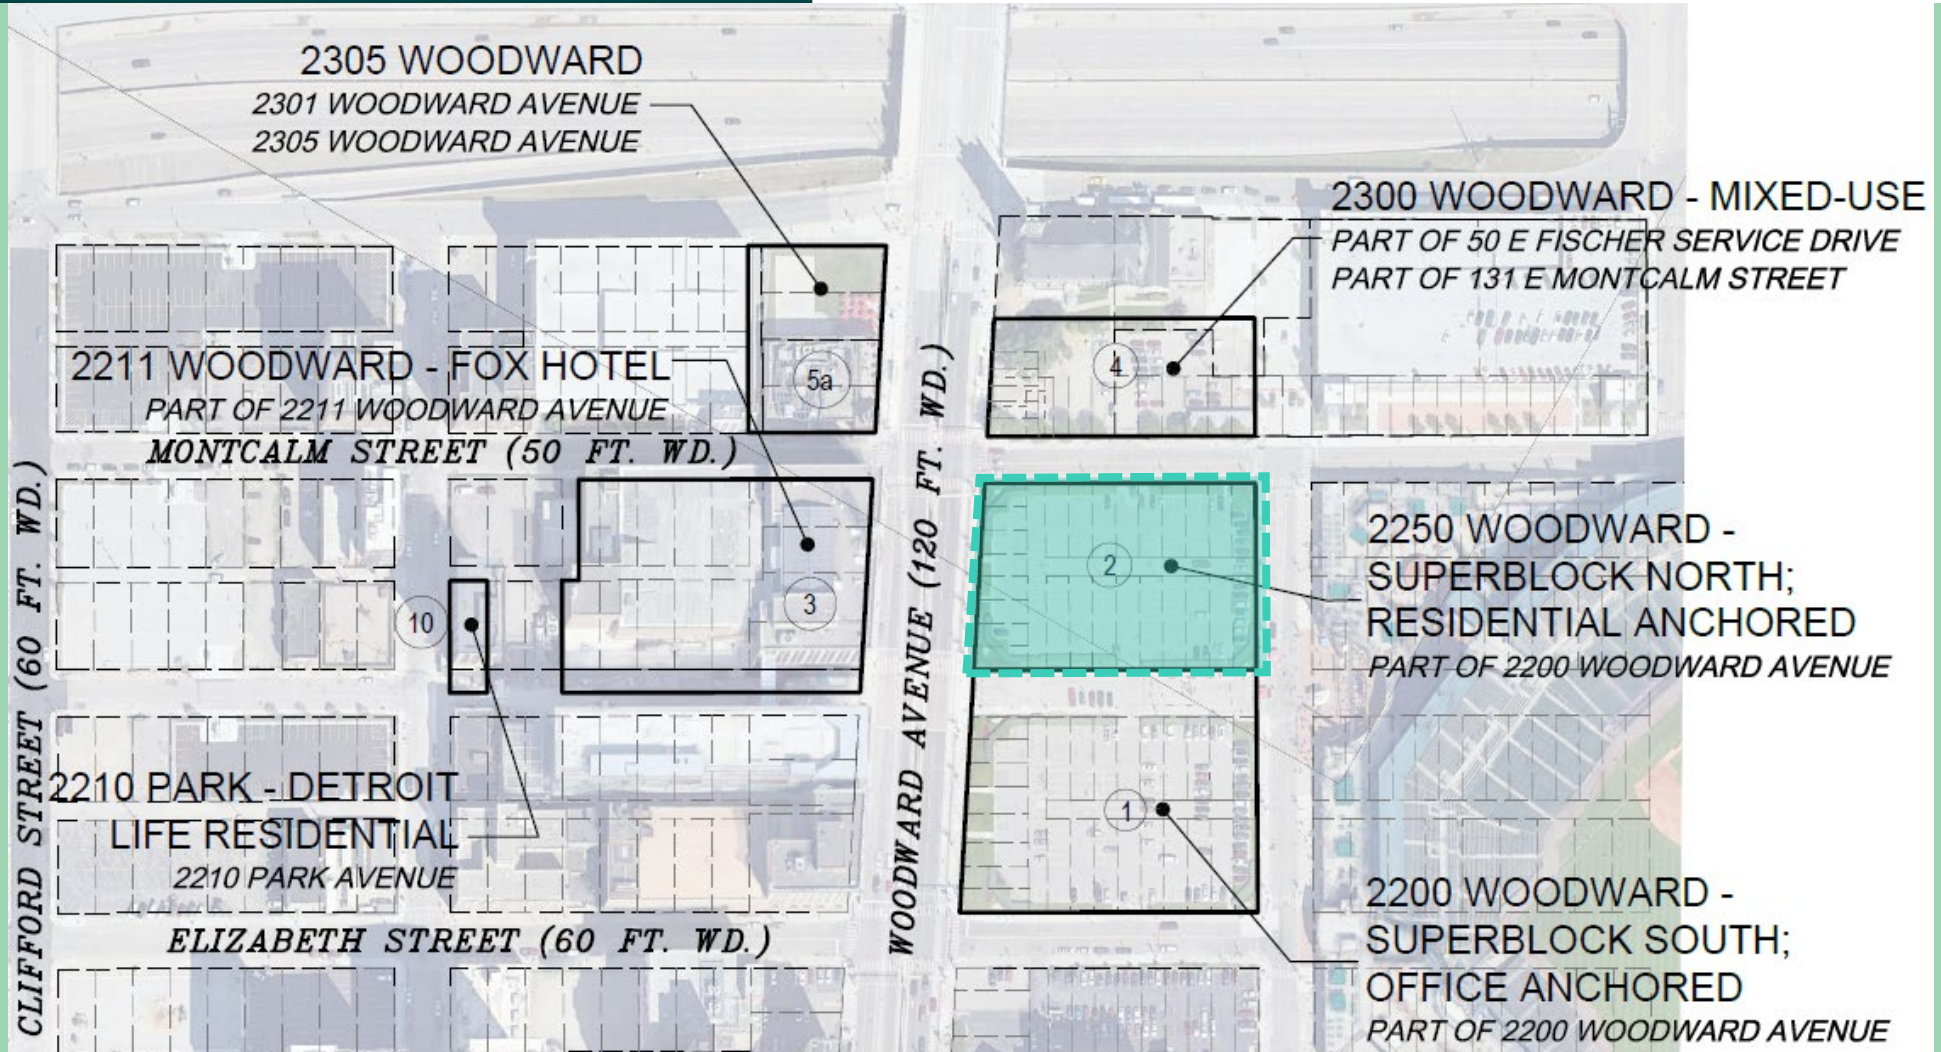 2305 WOODWARD
2301 WOODWARD AVENUE
2305 WOODWARD AVENUE
2300 WOODWARD - MIXED-USE
PART OF 50 E FISCHER SERVICE DRIVE
PART OF 131 E MONTCALM STREET
2211 WOODWARD - FOX HOTEL
PART OF 2211 WOODWARD AVENUE
5a
4
MONTCALM STREET (50 FT. WD.)
CLIFFORD STREET (60 FT. WD.)
WOODWARD AVENUE (120 FT. WD.)
2
3
10
2250 WOODWARD -
SUPERBLOCK NORTH;
RESIDENTIAL ANCHORED
PART OF 2200 WOODWARD AVENUE
2210 PARK - DETROIT
LIFE RESIDENTIAL
2210 PARK AVENUE
1
2200 WOODWARD -
SUPERBLOCK SOUTH;
OFFICE ANCHORED
PART OF 2200 WOODWARD AVENUE
ELIZABETH STREET (60 FT. WD.)